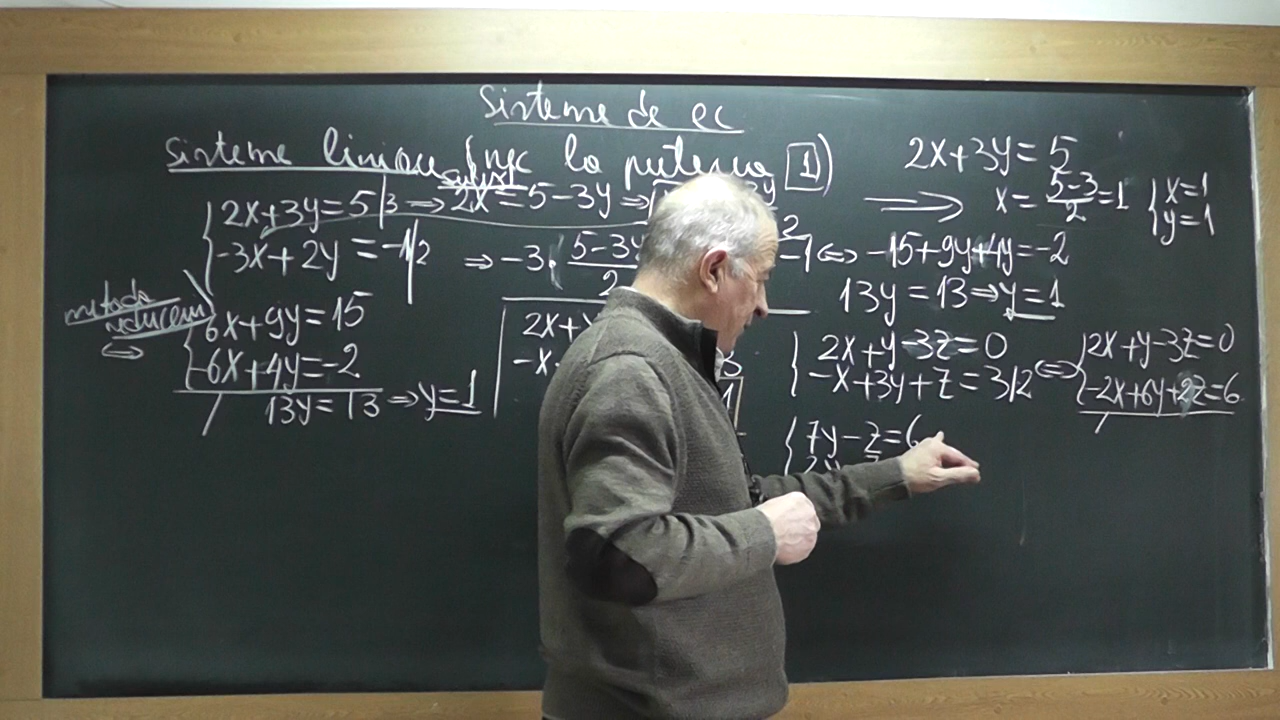 Sisteme de ec
Sisteme liniare (nec la puterea 1)
2x+3y=5
2x+3y=5 |3 ⇒ 2x=5-3y ⇒
x= (5-3)/2 =1 { x=1
y=1
-3x+2y=-1 |2 ⇒ -3· (5-3y)/2
-1 ⇔ -15+9y+4y=-2
13y=13 ⇒ y=1
metoda
reducerii
⇔
6x+9y=15
-6x+4y=-2
/ 13y=13 ⇒ y=1
2x+y
-x
2x+y-3z=0
-x+3y+z=3|2 ⇔
2x+y-3z=0
-2x+6y+2z=6
/
7y-z=6